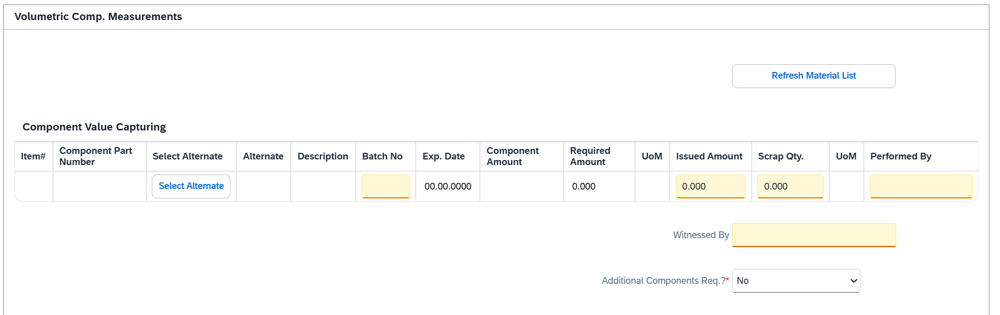 Volumetric Comp. Measurements
Refresh Material List
Component Value Capturing
Item# Component Part Number Select Alternate Alternate Description Batch No Exp. Date Component Amount Required Amount UoM Issued Amount Scrap Qty. UoM Performed By
Select Alternate 00.00.0000 0.000 0.000 0.000
Witnessed By
Additional Components Req.?* No